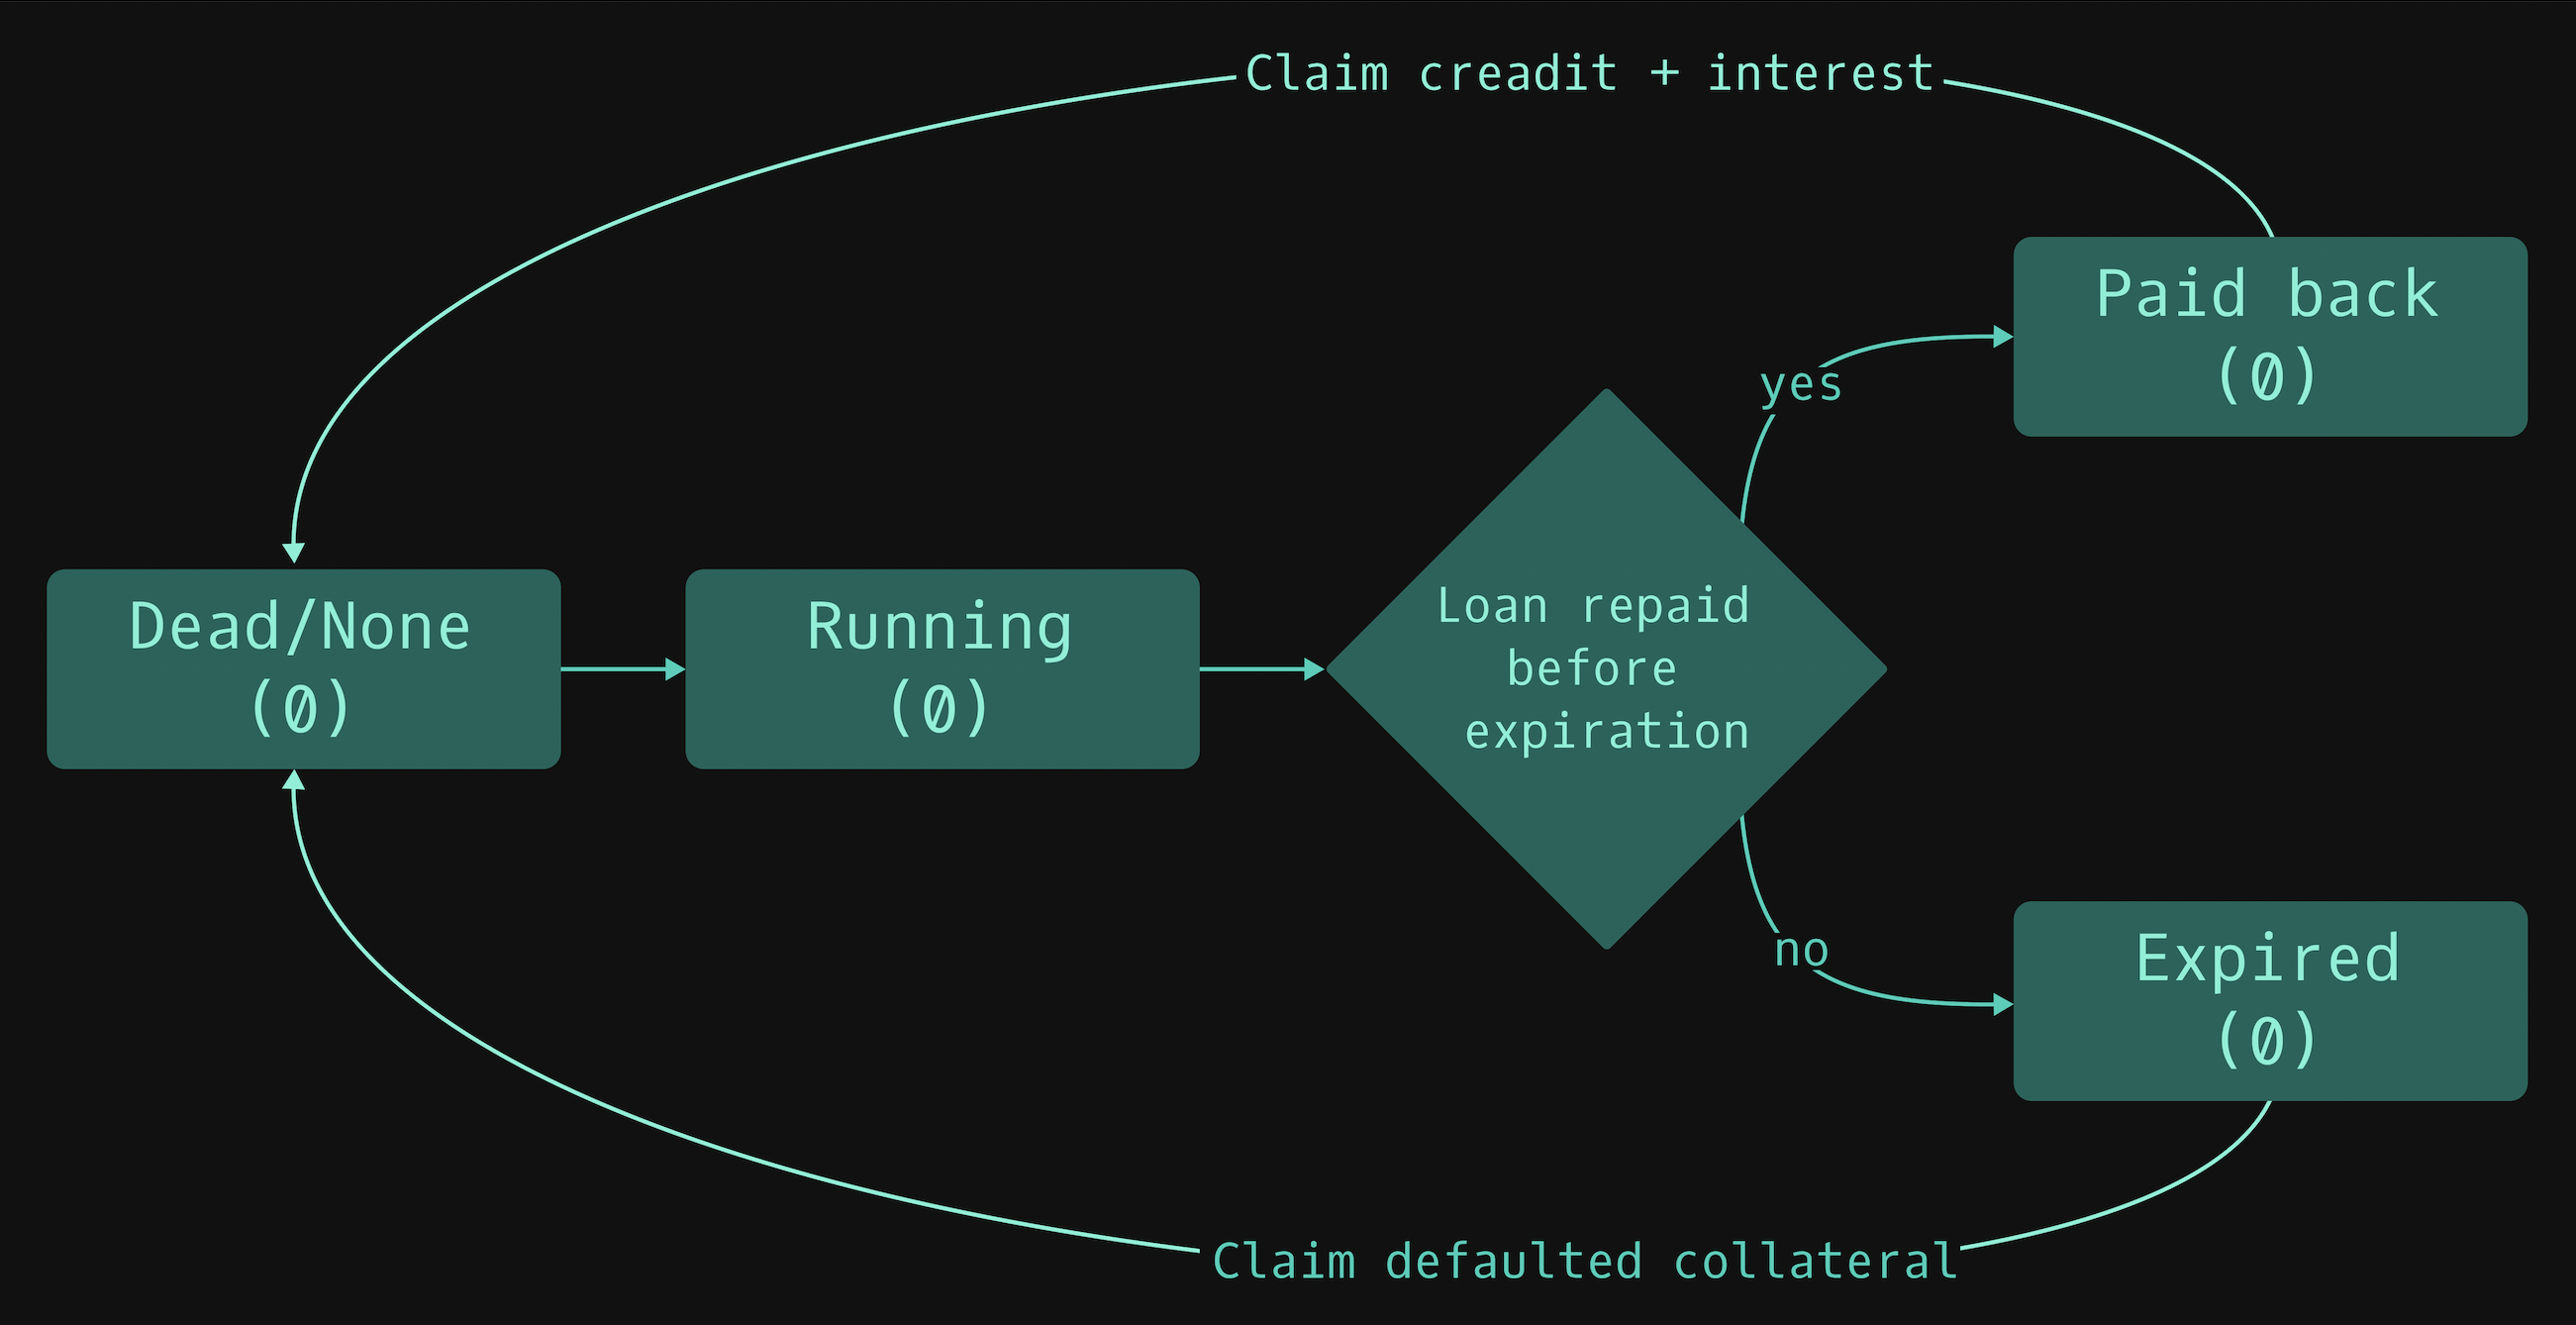 Claim creadit + interest
Paid back
(0)
yes
Dead/None
(0)
Running
(0)
Loan repaid
before
expiration
no
Expired
(0)
Claim defaulted collateral